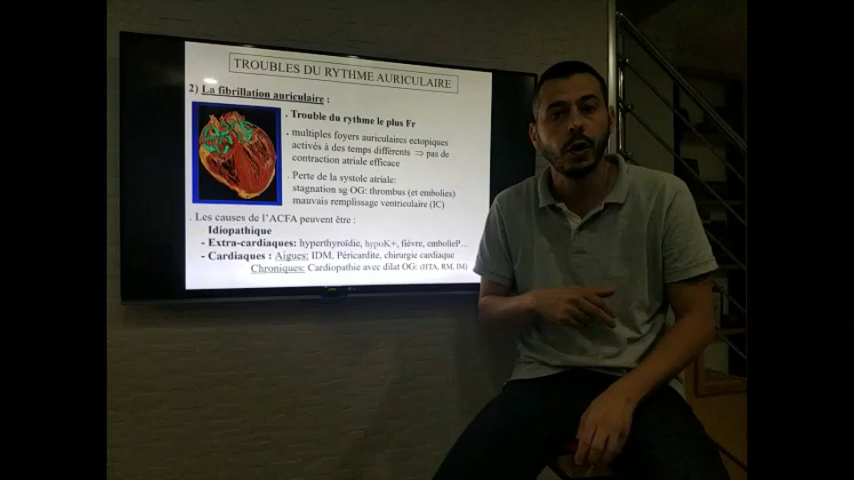 TROUBLES DU RYTHME AURICULAIRE
2) La fibrillation auriculaire :
. Trouble du rythme le plus Fr
. multiples foyers auriculaires ectopiques
activés à des temps différents ⇒ pas de
contraction atriale efficace
. Perte de la systole atriale:
stagnation sg OG: thrombus (et embolies)
mauvais remplissage ventriculaire (IC)
. Les causes de l'ACFA peuvent être :
Idiopathique
- Extra-cardiaques: hyperthyroïdie, hypoK+, fièvre, embolieP...
- Cardiaques : Aigues: IDM, Péricardite, chirurgie cardiaque
Chroniques: Cardiopathie avec dilat OG: (HTA, RM, IM)